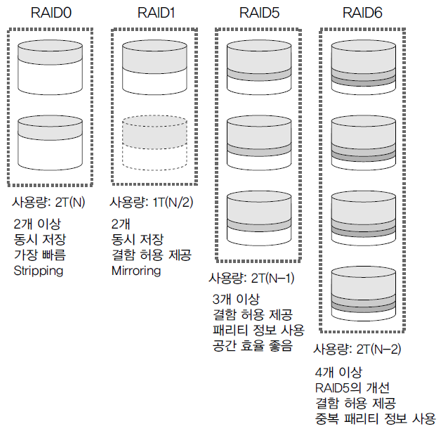 RAID0
사용량: 2T(N)
2개 이상
동시 저장
가장 빠름
Stripping
RAID1
사용량: 1T(N/2)
2개
동시 저장
결함 허용 제공
Mirroring
RAID5
사용량: 2T(N–1)
3개 이상
결함 허용 제공
패리티 정보 사용
공간 효율 좋음
RAID6
사용량: 2T(N–2)
4개 이상
RAID5의 개선
결함 허용 제공
중복 패리티 정보 사용